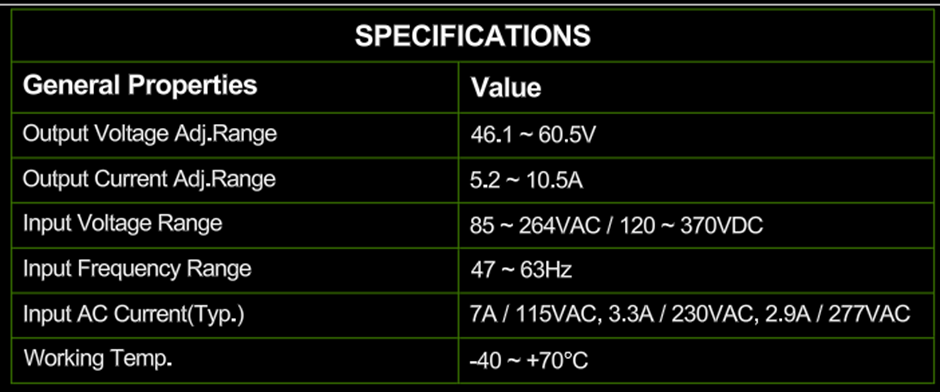 SPECIFICATIONS
General Properties Value
Output Voltage Adj.Range 46.1 ~ 60.5V
Output Current Adj.Range 5.2 ~ 10.5A
Input Voltage Range 85 ~ 264VAC / 120 ~ 370VDC
Input Frequency Range 47 ~ 63Hz
Input AC Current(Typ.) 7A / 115VAC, 3.3A / 230VAC, 2.9A / 277VAC
Working Temp. -40 ~ +70°C